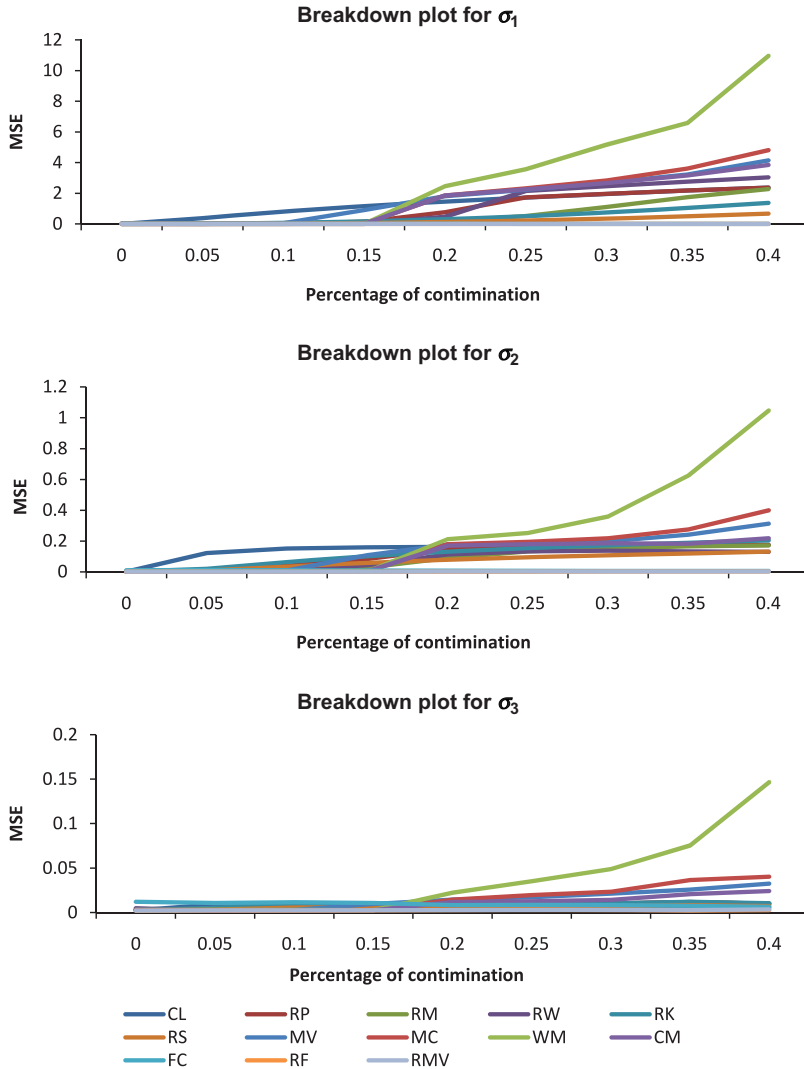 Breakdown plot for σ1
12
10
8
6
4
2
0
MSE
0 0.05 0.1 0.15 0.2 0.25 0.3 0.35 0.4
Percentage of contimination
Breakdown plot for σ2
1.2
1
0.8
0.6
0.4
0.2
0
MSE
0 0.05 0.1 0.15 0.2 0.25 0.3 0.35 0.4
Percentage of contimination
Breakdown plot for σ3
0.2
0.15
0.1
0.05
0
MSE
0 0.05 0.1 0.15 0.2 0.25 0.3 0.35 0.4
Percentage of contimination
CL RP RM RW RK
RS MV MC WM CM
FC RF RMV